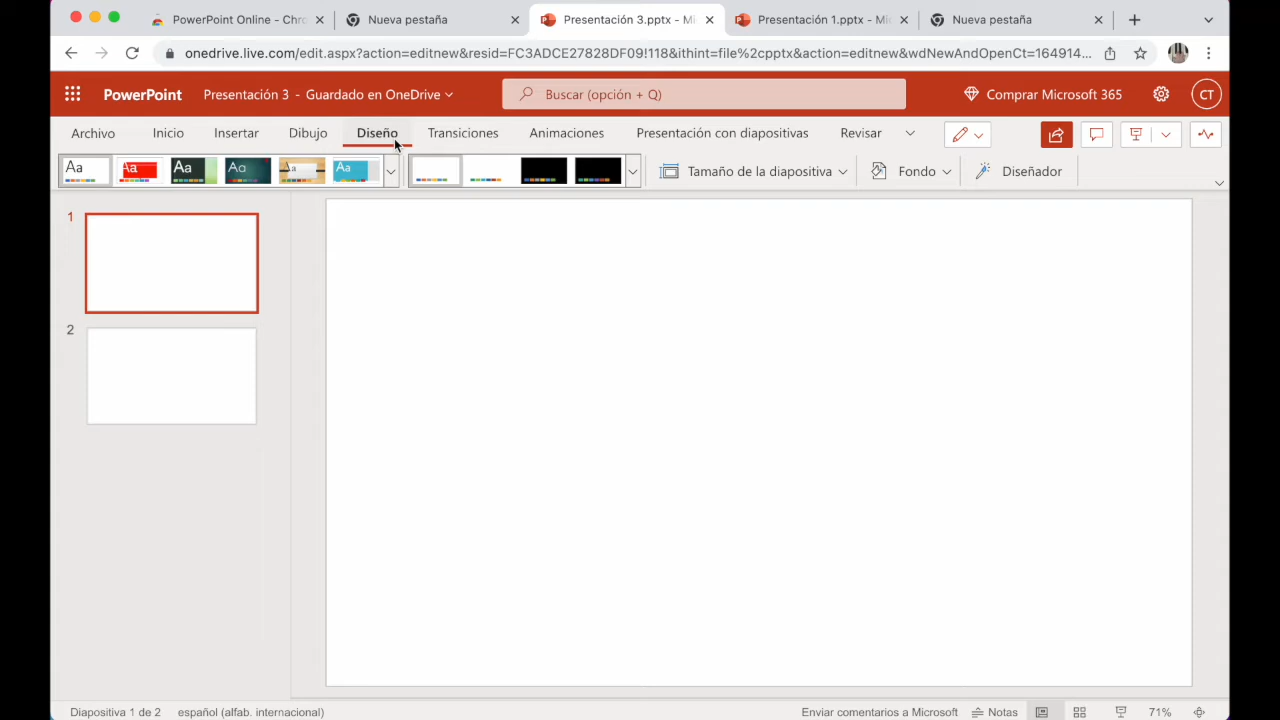 PowerPoint Online - Chro
Nueva pestaña
Presentación 3.pptx - Mi
Presentación 1.pptx - Mi
Nueva pestaña
onedrive.live.com/edit.aspx?action=editnew&resid=FC3ADCE27828DF09!118&ithint=file%2cpptx&action=editnew&wdNewAndOpenCt=164914...
PowerPoint
Presentación 3 - Guardado en OneDrive
Buscar (opción + Q)
Comprar Microsoft 365
CT
Archivo
Inicio
Insertar
Dibujo
Diseño
Transiciones
Animaciones
Presentación con diapositivas
Revisar
Aa
Aa
Aa
Aa
Aa
Aa
Tamaño de la diapositiva
Fondo
Diseñador
1
2
Diapositiva 1 de 2
español (alfab. internacional)
Enviar comentarios a Microsoft
Notas
71%